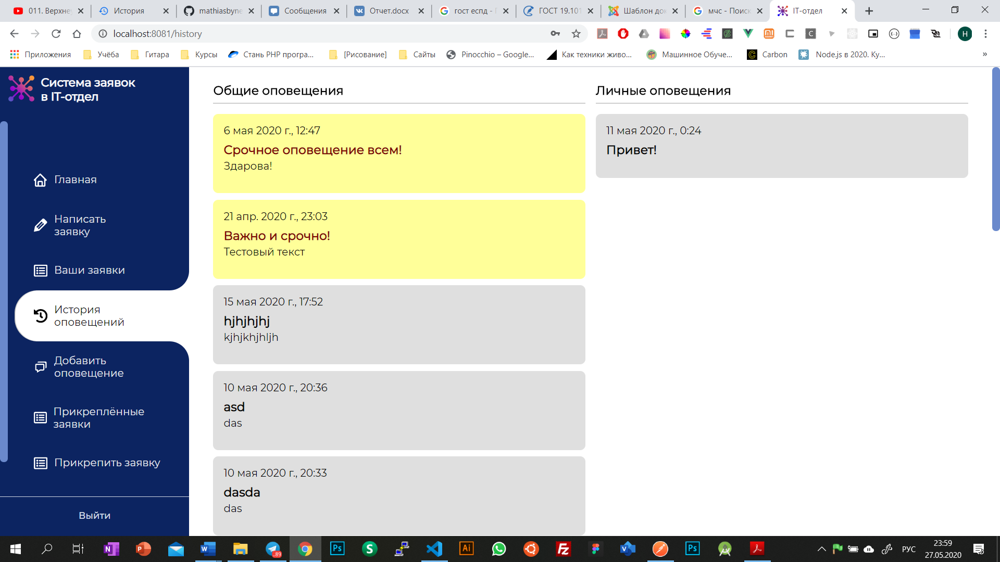 011. Верхне
История
mathiasbyne
Сообщения
Отчет.docx
гост еспд -
ГОСТ 19.101
Шаблон док
мчс - Поиск
IT-отдел
localhost:8081/history
Н
Приложения
Учёба
Гитара
Курсы
Стань PHP програ...
[Рисование]
Сайты
Pinocchio – Google...
Как техники живо...
Машинное Обуче...
Carbon
Node.js в 2020. Ку...
»
Система заявок
в IT-отдел
Главная
Написать
заявку
Ваши заявки
История
оповещений
Добавить
оповещение
Прикреплённые
заявки
Прикрепить заявку
Выйти
Общие оповещения
6 мая 2020 г., 12:47
Срочное оповещение всем!
Здарова!
21 апр. 2020 г., 23:03
Важно и срочно!
Тестовый текст
15 мая 2020 г., 17:52
hjhjhjhj
kjhjkhjhljh
10 мая 2020 г., 20:36
asd
das
10 мая 2020 г., 20:33
dasda
das
Личные оповещения
11 мая 2020 г., 0:24
Привет!
89
РУС
23:59
27.05.2020